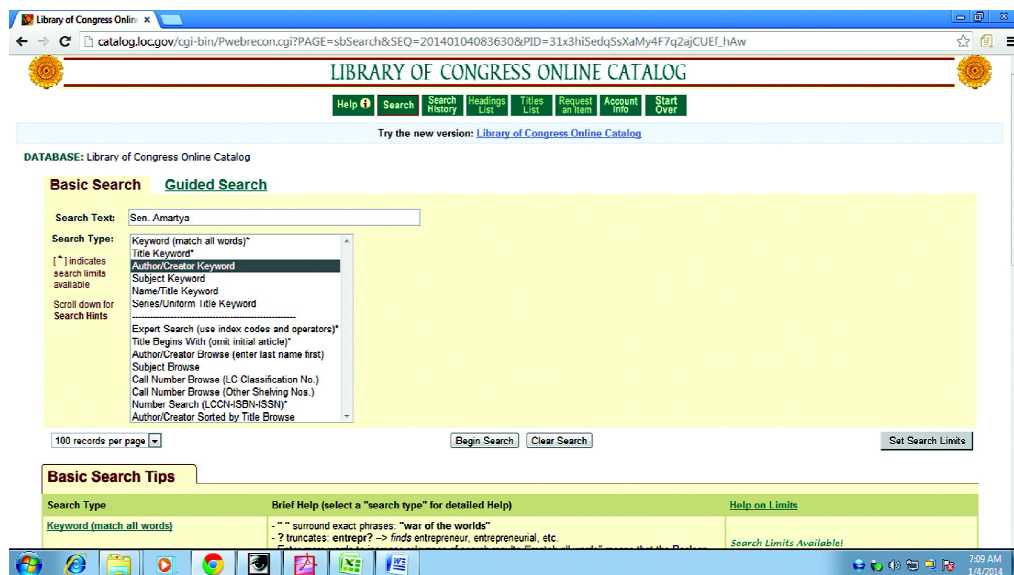 Library of Congress Onlin
catalog.loc.gov/cgi-bin/Pwebrecon.cgi?PAGE=sbSearch&SEQ=20140104083630&PID=31x3hiSedqSsXaMy4F7q2ajCUEf_hAw
LIBRARY OF CONGRESS ONLINE CATALOG
Help Search Search History Headings List Titles List Request an Item Account Info Start Over
Try the new version: Library of Congress Online Catalog
DATABASE: Library of Congress Online Catalog
Basic Search Guided Search
Search Text: Sen. Amartya
Search Type:
[*] indicates
search limits
available
Scroll down for
Search Hints
Keyword (match all words)*
Title Keyword*
Author/Creator Keyword
Subject Keyword
Name/Title Keyword
Series/Uniform Title Keyword
--------------------------------------------------
Expert Search (use index codes and operators)*
Title Begins With (omit initial article)*
Author/Creator Browse (enter last name first)
Subject Browse
Call Number Browse (LC Classification No.)
Call Number Browse (Other Shelving Nos.)
Number Search (LCCN-ISBN-ISSN)*
Author/Creator Sorted by Title Browse
100 records per page Begin Search Clear Search Set Search Limits
Basic Search Tips
Search Type Brief Help (select a "search type" for detailed Help) Help on Limits
Keyword (match all words)
- " " surround exact phrases: "war of the worlds"
- ? truncates: entrepr? --> finds entrepreneur, entrepreneurial, etc.
Search Limits Available!
7:09 AM
1/4/2014